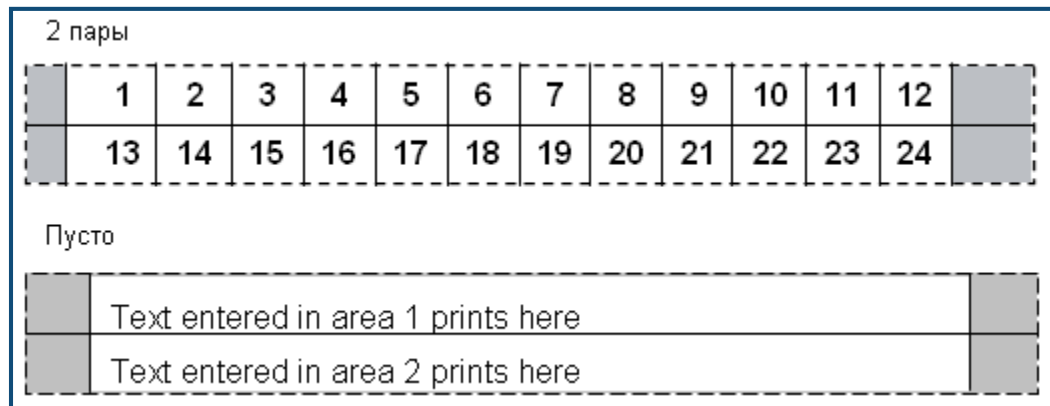 2 пары
1 2 3 4 5 6 7 8 9 10 11 12
13 14 15 16 17 18 19 20 21 22 23 24
Пусто
Text entered in area 1 prints here
Text entered in area 2 prints here